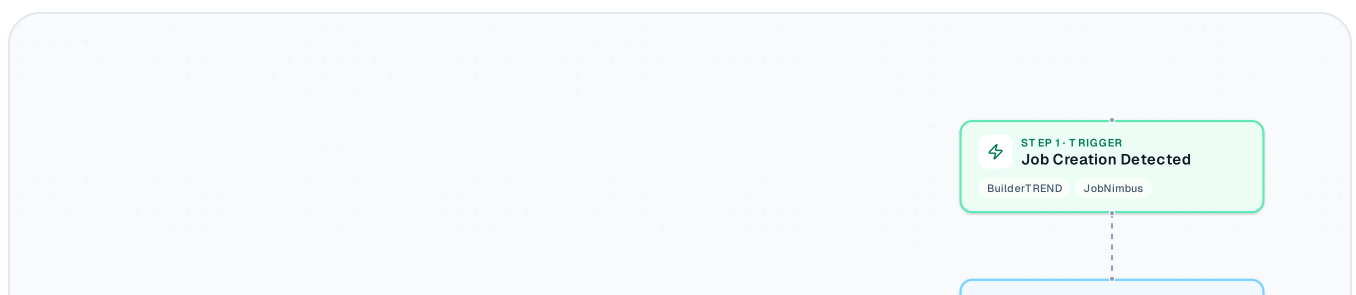 STEP 1 · TRIGGER
Job Creation Detected
BuilderTREND JobNimbus